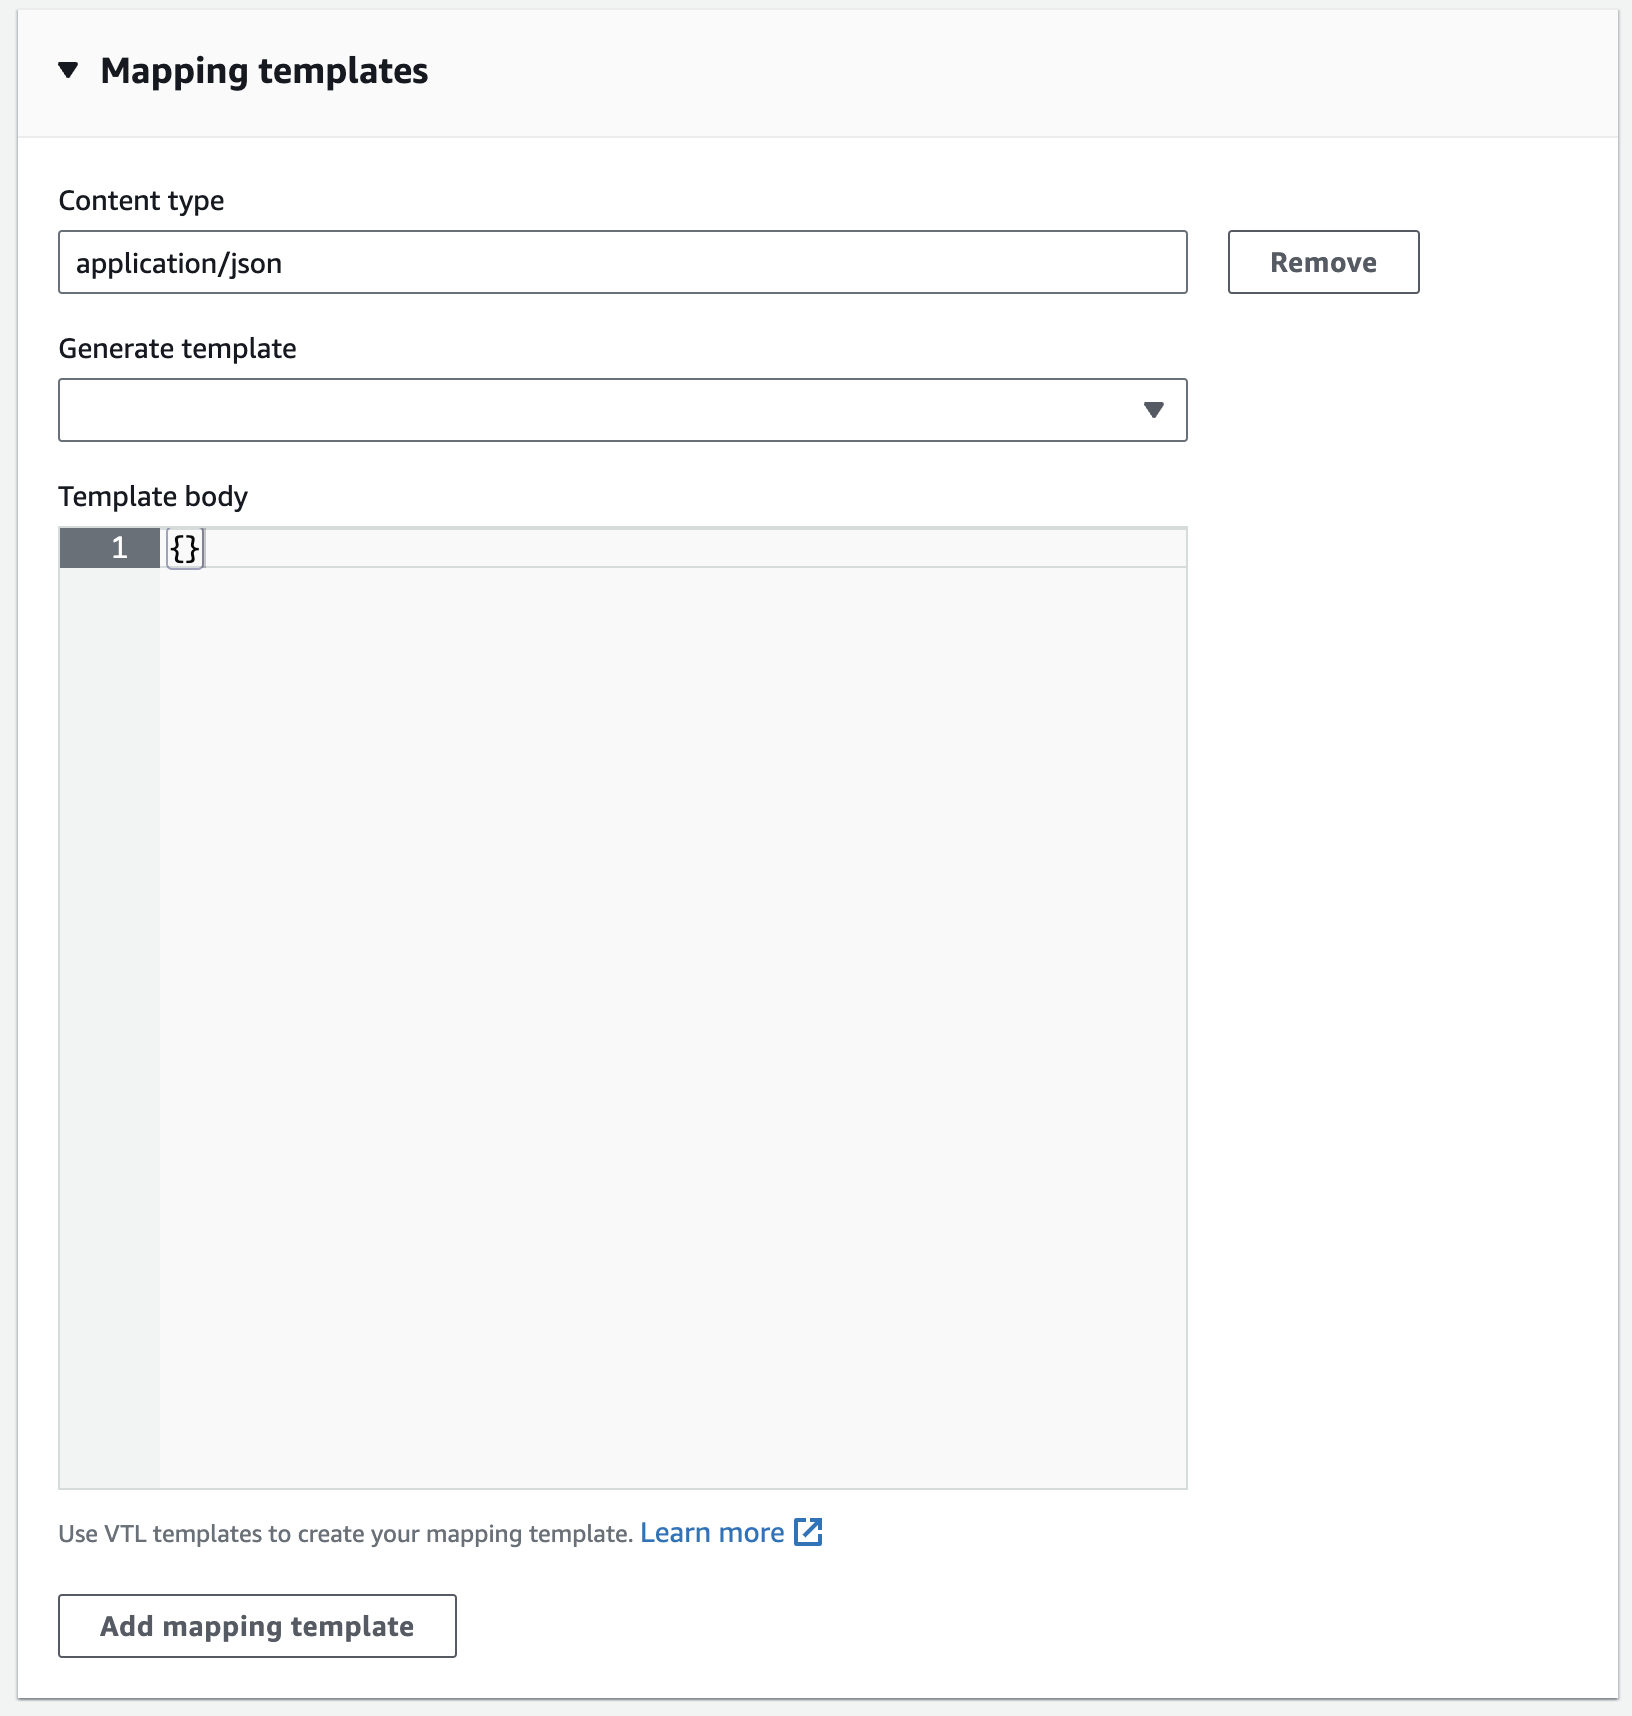 Mapping templates
Content type
application/json
Remove
Generate template
Template body
1 {}
Use VTL templates to create your mapping template. Learn more
Add mapping template